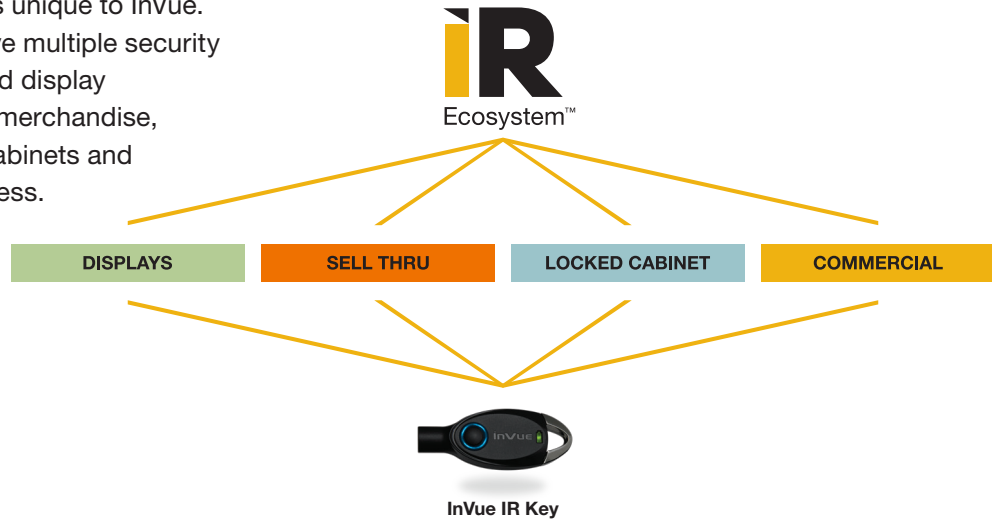 s unique to InVue.
e multiple security
d display
merchandise,
abinets and
ess.
iR
Ecosystem™
DISPLAYS
SELL THRU
LOCKED CABINET
COMMERCIAL
InVue
InVue IR Key